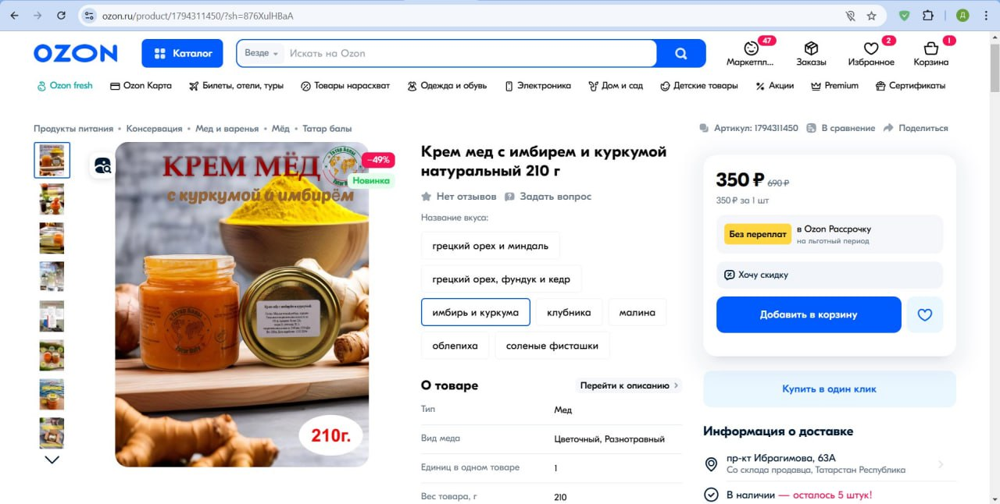 ozon.ru/product/1794311450/?sh=876XulHBaA
Д
OZON
Каталог
Везде
Искать на Ozon
47
Маркетпл...
Заказы
2
Избранное
1
Корзина
Ozon fresh
Ozon Карта
Билеты, отели, туры
Товары нарасхват
Одежда и обувь
Электроника
Дом и сад
Детские товары
Акции
Premium
Сертификаты
Продукты питания • Консервация • Мед и варенья • Мёд • Татар балы
Артикул: 1794311450
В сравнение
Поделиться
КРЕМ МЁД
с куркумой и имбирём
Татар Балы
-49%
Новинка
210г.
Крем мед с имбирем и куркумой
натуральный 210 г
Нет отзывов
Задать вопрос
Название вкуса:
грецкий орех и миндаль
грецкий орех, фундук и кедр
имбирь и куркума
клубника
малина
облепиха
соленые фисташки
О товаре
Перейти к описанию
Тип
Мед
Вид меда
Цветочный, Разнотравный
Единиц в одном товаре
1
Вес товара, г
210
350 ₽ 690 ₽
350 ₽ за 1 шт
Без переплат
в Ozon Рассрочку
на льготный период
Хочу скидку
Добавить в корзину
Купить в один клик
Информация о доставке
пр-кт Ибрагимова, 63А
Со склада продавца, Татарстан Республика
В наличии — осталось 5 штук!